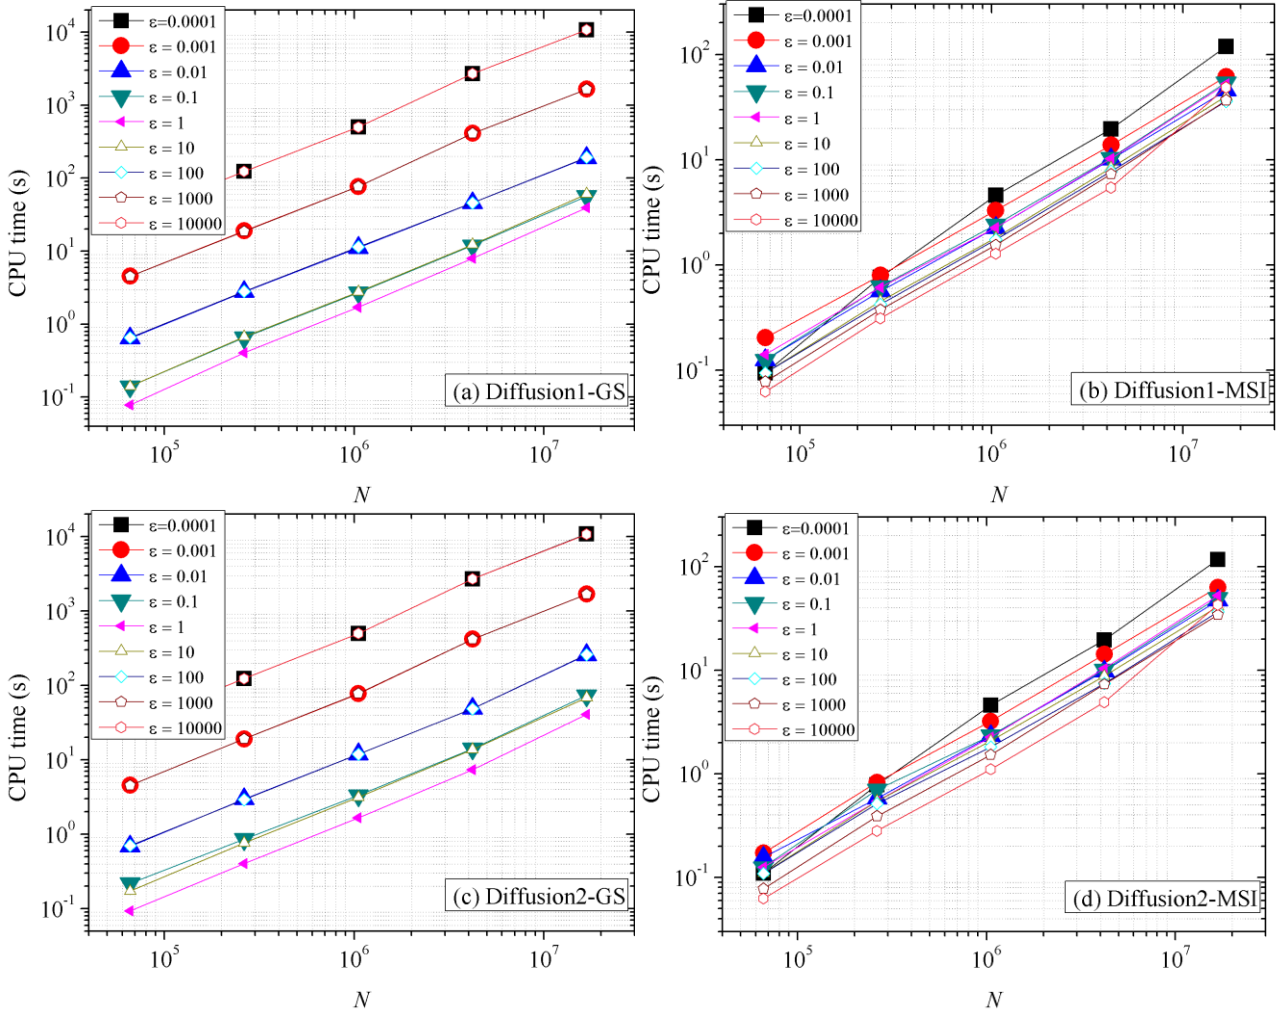 CPU time (s)
10^4
10^3
10^2
10^1
10^0
10^-1
ε=0.0001
ε = 0.001
ε = 0.01
ε = 0.1
ε = 1
ε = 10
ε = 100
ε = 1000
ε = 10000
(a) Diffusion1-GS
10^5
10^6
10^7
N
CPU time (s)
10^2
10^1
10^0
10^-1
ε=0.0001
ε = 0.001
ε = 0.01
ε = 0.1
ε = 1
ε = 10
ε = 100
ε = 1000
ε = 10000
(b) Diffusion1-MSI
10^5
10^6
10^7
N
CPU time (s)
10^4
10^3
10^2
10^1
10^0
10^-1
ε=0.0001
ε = 0.001
ε = 0.01
ε = 0.1
ε = 1
ε = 10
ε = 100
ε = 1000
ε = 10000
(c) Diffusion2-GS
10^5
10^6
10^7
N
CPU time (s)
10^2
10^1
10^0
10^-1
ε=0.0001
ε = 0.001
ε = 0.01
ε = 0.1
ε = 1
ε = 10
ε = 100
ε = 1000
ε = 10000
(d) Diffusion2-MSI
10^5
10^6
10^7
N